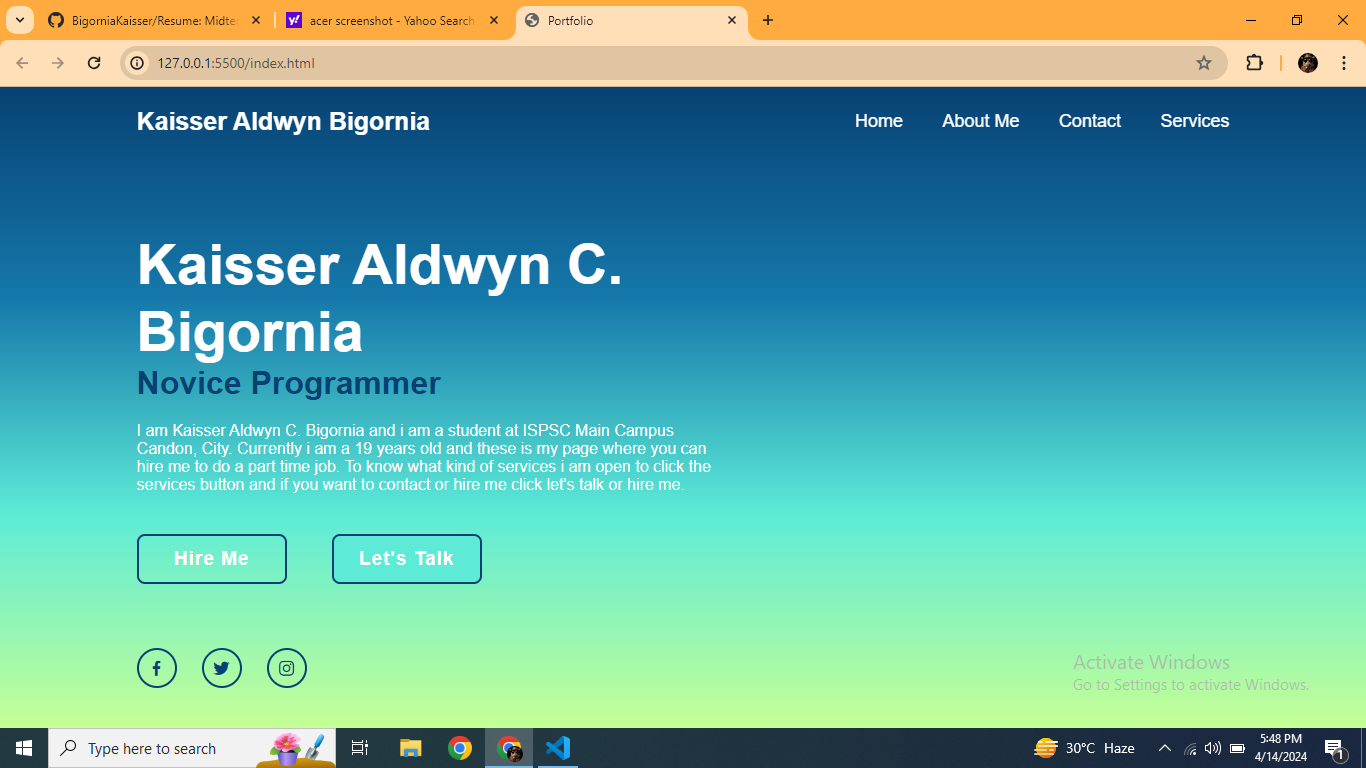 BigorniaKaisser/Resume: Midte
acer screenshot - Yahoo Search
Portfolio
127.0.0.1:5500/index.html
Kaisser Aldwyn Bigornia
Home
About Me
Contact
Services
Kaisser Aldwyn C.
Bigornia
Novice Programmer
I am Kaisser Aldwyn C. Bigornia and i am a student at ISPSC Main Campus
Candon, City. Currently i am a 19 years old and these is my page where you can
hire me to do a part time job. To know what kind of services i am open to click the
services button and if you want to contact or hire me click let's talk or hire me.
Hire Me
Let's Talk
Activate Windows
Go to Settings to activate Windows.
Type here to search
30°C Haze
5:48 PM
4/14/2024
1